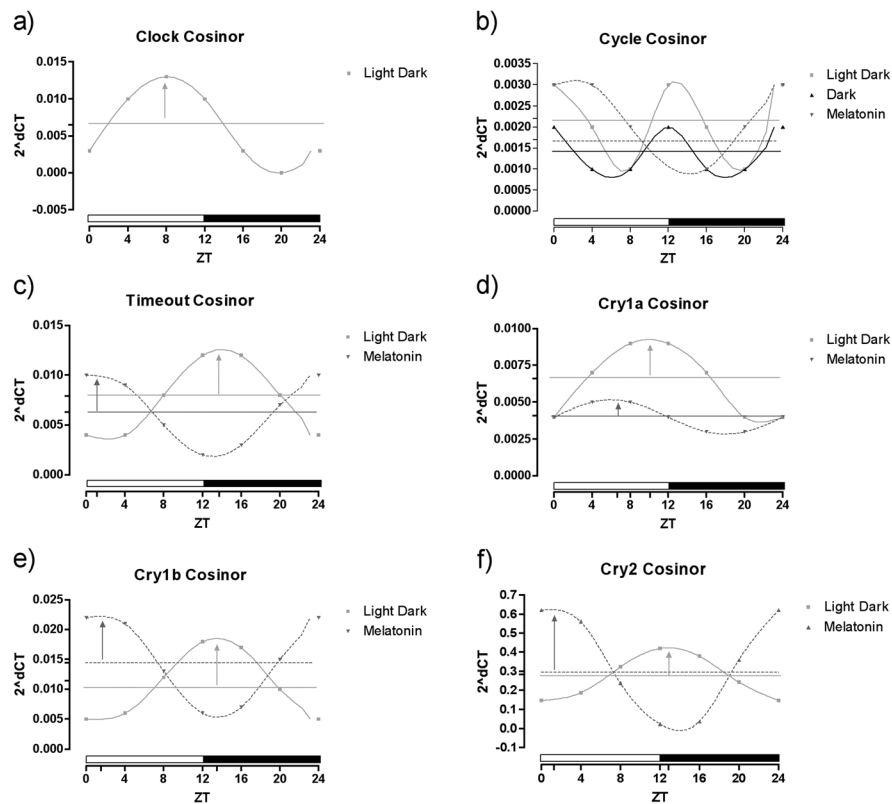 a)
Clock Cosinor
0.015
0.010
0.005
0.000
-0.005
2^dCT
0 4 8 12 16 20 24
ZT
Light Dark
b)
Cycle Cosinor
0.0035
0.0030
0.0025
0.0020
0.0015
0.0010
0.0005
0.0000
2^dCT
0 4 8 12 16 20 24
ZT
Light Dark
Dark
Melatonin
c)
Timeout Cosinor
0.015
0.010
0.005
0.000
2^dCT
0 4 8 12 16 20 24
ZT
Light Dark
Melatonin
d)
Cry1a Cosinor
0.0100
0.0075
0.0050
0.0025
0.0000
2^dCT
0 4 8 12 16 20 24
ZT
Light Dark
Melatonin
e)
Cry1b Cosinor
0.025
0.020
0.015
0.010
0.005
0.000
2^dCT
0 4 8 12 16 20 24
ZT
Light Dark
Melatonin
f)
Cry2 Cosinor
0.7
0.6
0.5
0.4
0.3
0.2
0.1
0.0
-0.1
2^dCT
0 4 8 12 16 20 24
ZT
Light Dark
Melatonin